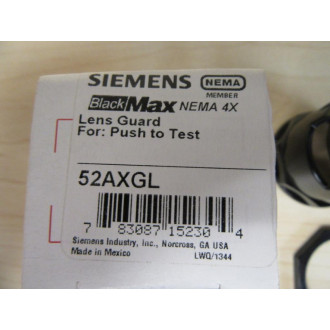 SIEMENS NEMA
MEMBER
BlackMax NEMA 4X
Lens Guard
For: Push to Test
52AXGL
7 83087 15230 4
Siemens Industry, Inc., Norcross, GA USA
Made in Mexico LWQ/1344